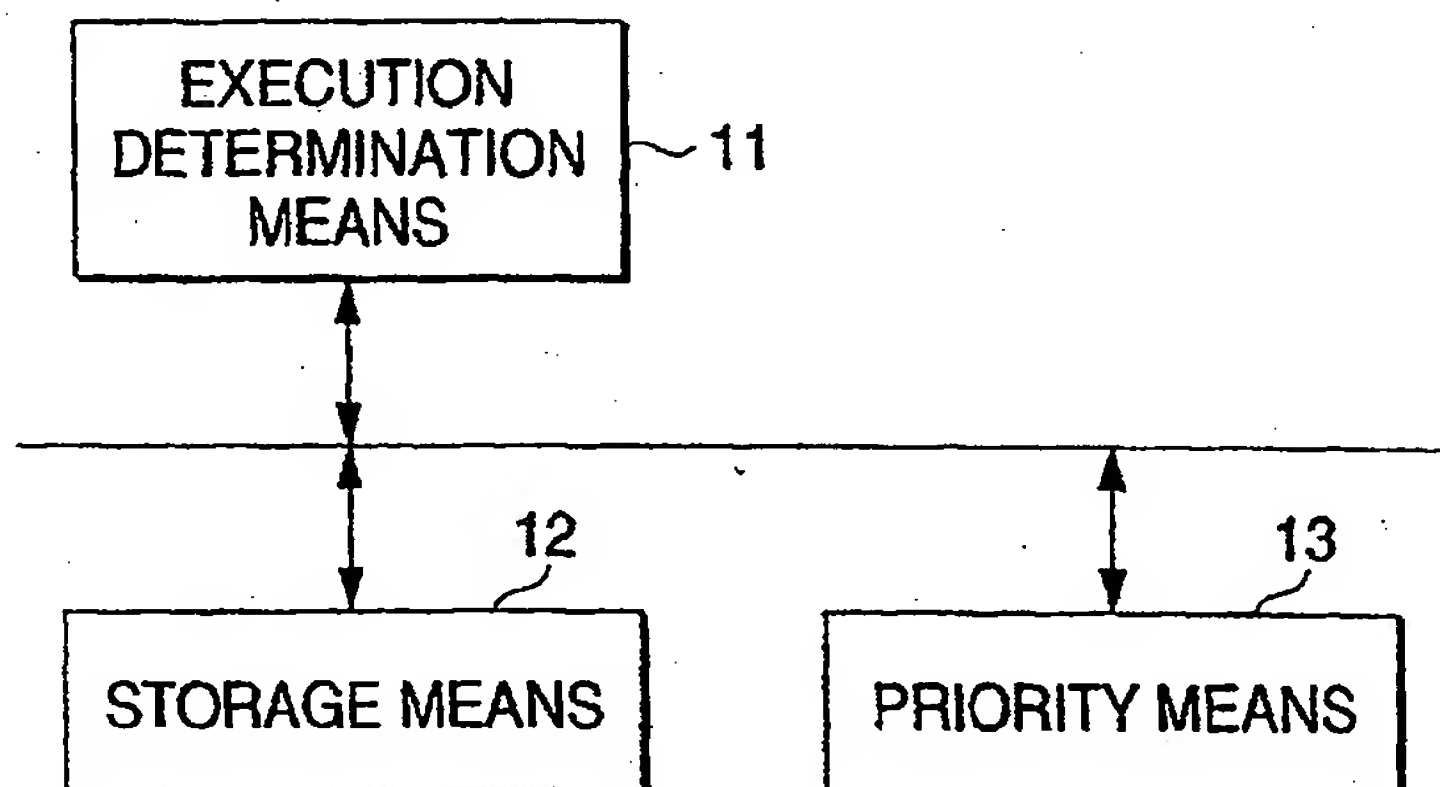 EXECUTION
DETERMINATION
MEANS
11
12
13
STORAGE MEANS
PRIORITY MEANS